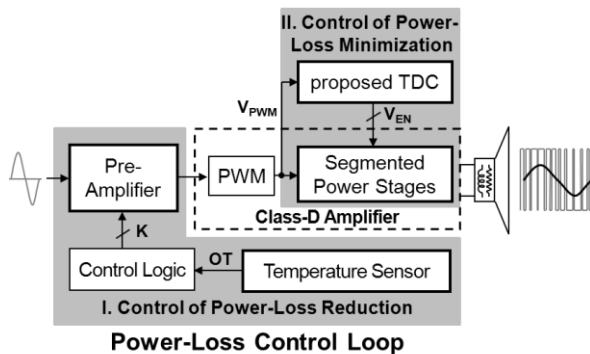 II. Control of Power-
Loss Minimization
proposed TDC
V_PWM
V_EN
Pre-
Amplifier
PWM
Segmented
Power Stages
Class-D Amplifier
K
OT
Control Logic
Temperature Sensor
I. Control of Power-Loss Reduction
Power-Loss Control Loop